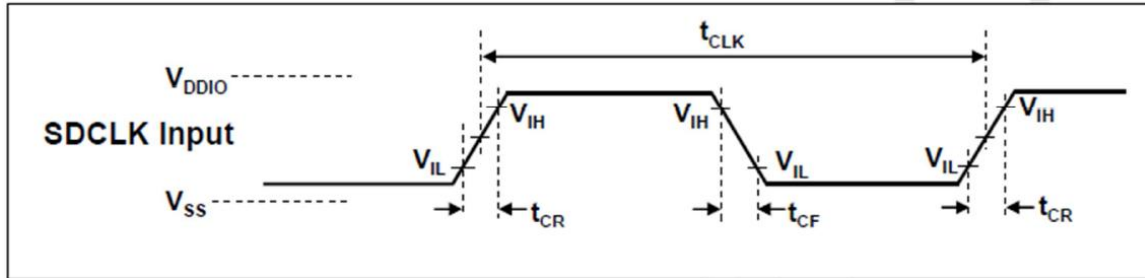 tCLK
VDDIO
VIH VIH VIH
SDCLK Input
VIL VIL VIL
VSS
tCR tCF tCR